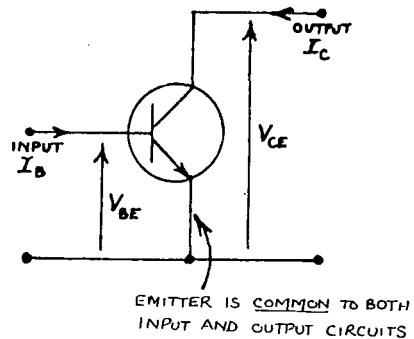 OUTPUT
I_C
INPUT
I_B
V_BE
V_CE
EMITTER IS COMMON TO BOTH
INPUT AND OUTPUT CIRCUITS